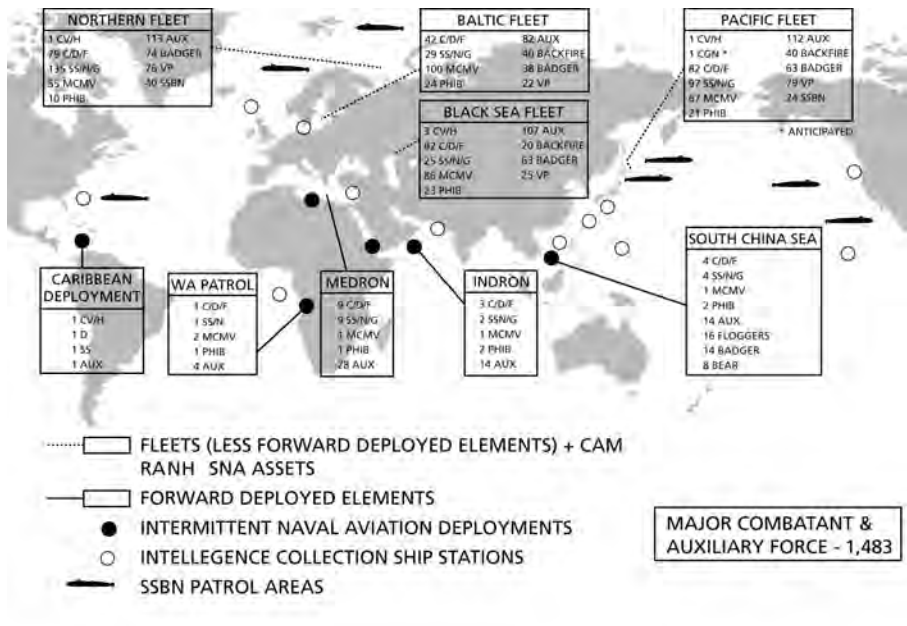 NORTHERN FLEET
1 CV/H 113 AUX
79 C/D/F 74 BADGER
135 SS/N/G 76 VP
55 MCMV 40 SSBN
10 PHIB
BALTIC FLEET
42 C/D/F 82 AUX
29 SS/N/G 40 BACKFIRE
100 MCMV 38 BADGER
24 PHIB 22 VP
BLACK SEA FLEET
3 CV/H 107 AUX
82 C/D/F 20 BACKFIRE
25 SS/N/G 63 BADGER
86 MCMV 25 VP
23 PHIB
PACIFIC FLEET
1 CV/H 112 AUX
1 CGN * 40 BACKFIRE
82 C/D/F 63 BADGER
97 SS/N/G 79 VP
87 MCMV 24 SSBN
21 PHIB
* ANTICIPATED
CARIBBEAN
DEPLOYMENT
1 CV/H
1 D
1 SS
1 AUX
WA PATROL
1 C/D/F
1 SS/N
2 MCMV
1 PHIB
4 AUX
MEDRON
9 C/D/F
9 SS/N/G
1 MCMV
1 PHIB
28 AUX
INDRON
3 C/D/F
2 SSN/G
1 MCMV
2 PHIB
14 AUX
SOUTH CHINA SEA
4 C/D/F
4 SS/N/G
1 MCMV
2 PHIB
14 AUX
16 FLOGGERS
14 BADGER
8 BEAR
FLEETS (LESS FORWARD DEPLOYED ELEMENTS) + CAM
RANH SNA ASSETS
FORWARD DEPLOYED ELEMENTS
INTERMITTENT NAVAL AVIATION DEPLOYMENTS
INTELLEGENCE COLLECTION SHIP STATIONS
SSBN PATROL AREAS
MAJOR COMBATANT &
AUXILIARY FORCE - 1,483